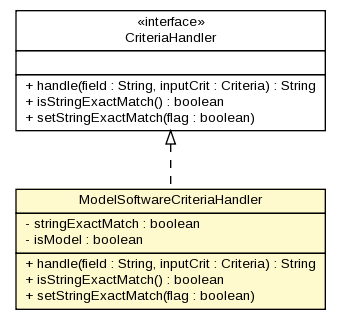 «interface»
CriteriaHandler
+ handle(field : String, inputCrit : Criteria) : String
+ isStringExactMatch() : boolean
+ setStringExactMatch(flag : boolean)
ModelSoftwareCriteriaHandler
- stringExactMatch : boolean
- isModel : boolean
+ handle(field : String, inputCrit : Criteria) : String
+ isStringExactMatch() : boolean
+ setStringExactMatch(flag : boolean)